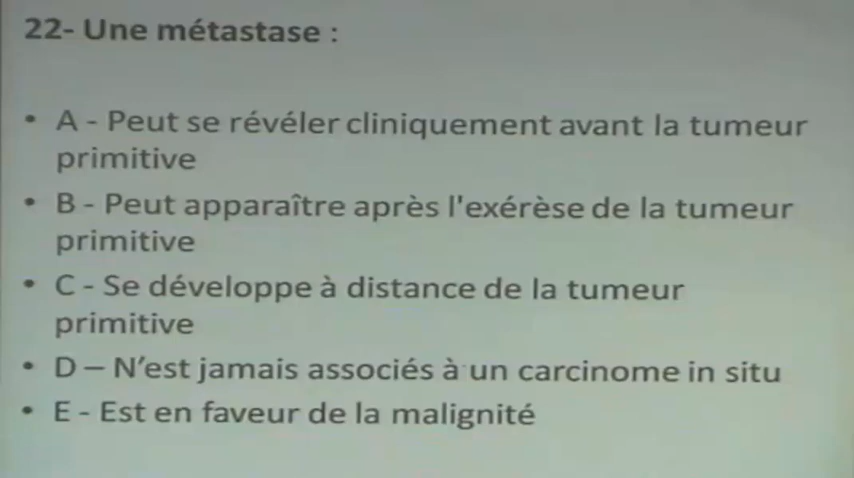 22- Une métastase :
• A - Peut se révéler cliniquement avant la tumeur
primitive
• B - Peut apparaître après l'exérèse de la tumeur
primitive
• C - Se développe à distance de la tumeur
primitive
• D – N’est jamais associés à un carcinome in situ
• E - Est en faveur de la malignité